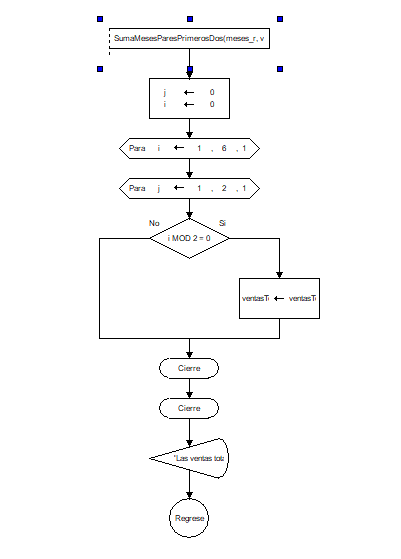 SumaMesesParesPrimerosDos(meses_r, v
j ← 0
i ← 0
Para i ← 1 , 6 , 1
Para j ← 1 , 2 , 1
No Si
i MOD 2 = 0
ventasT ← ventasT
Cierre
Cierre
"Las ventas tota
Regrese